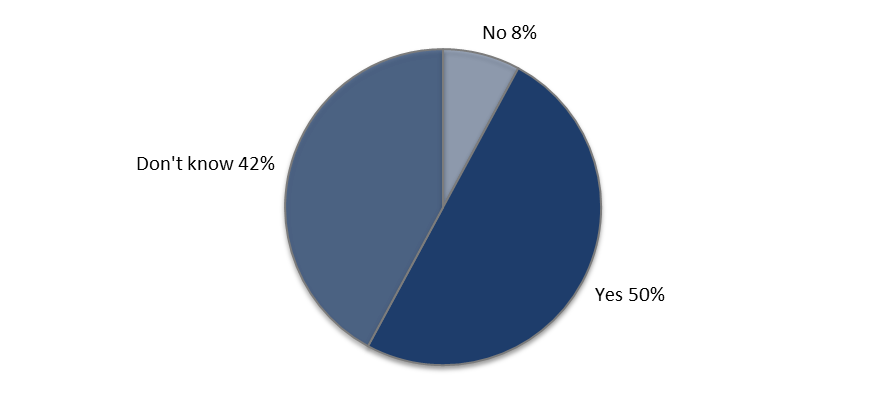 No 8%
Don't know 42%
Yes 50%